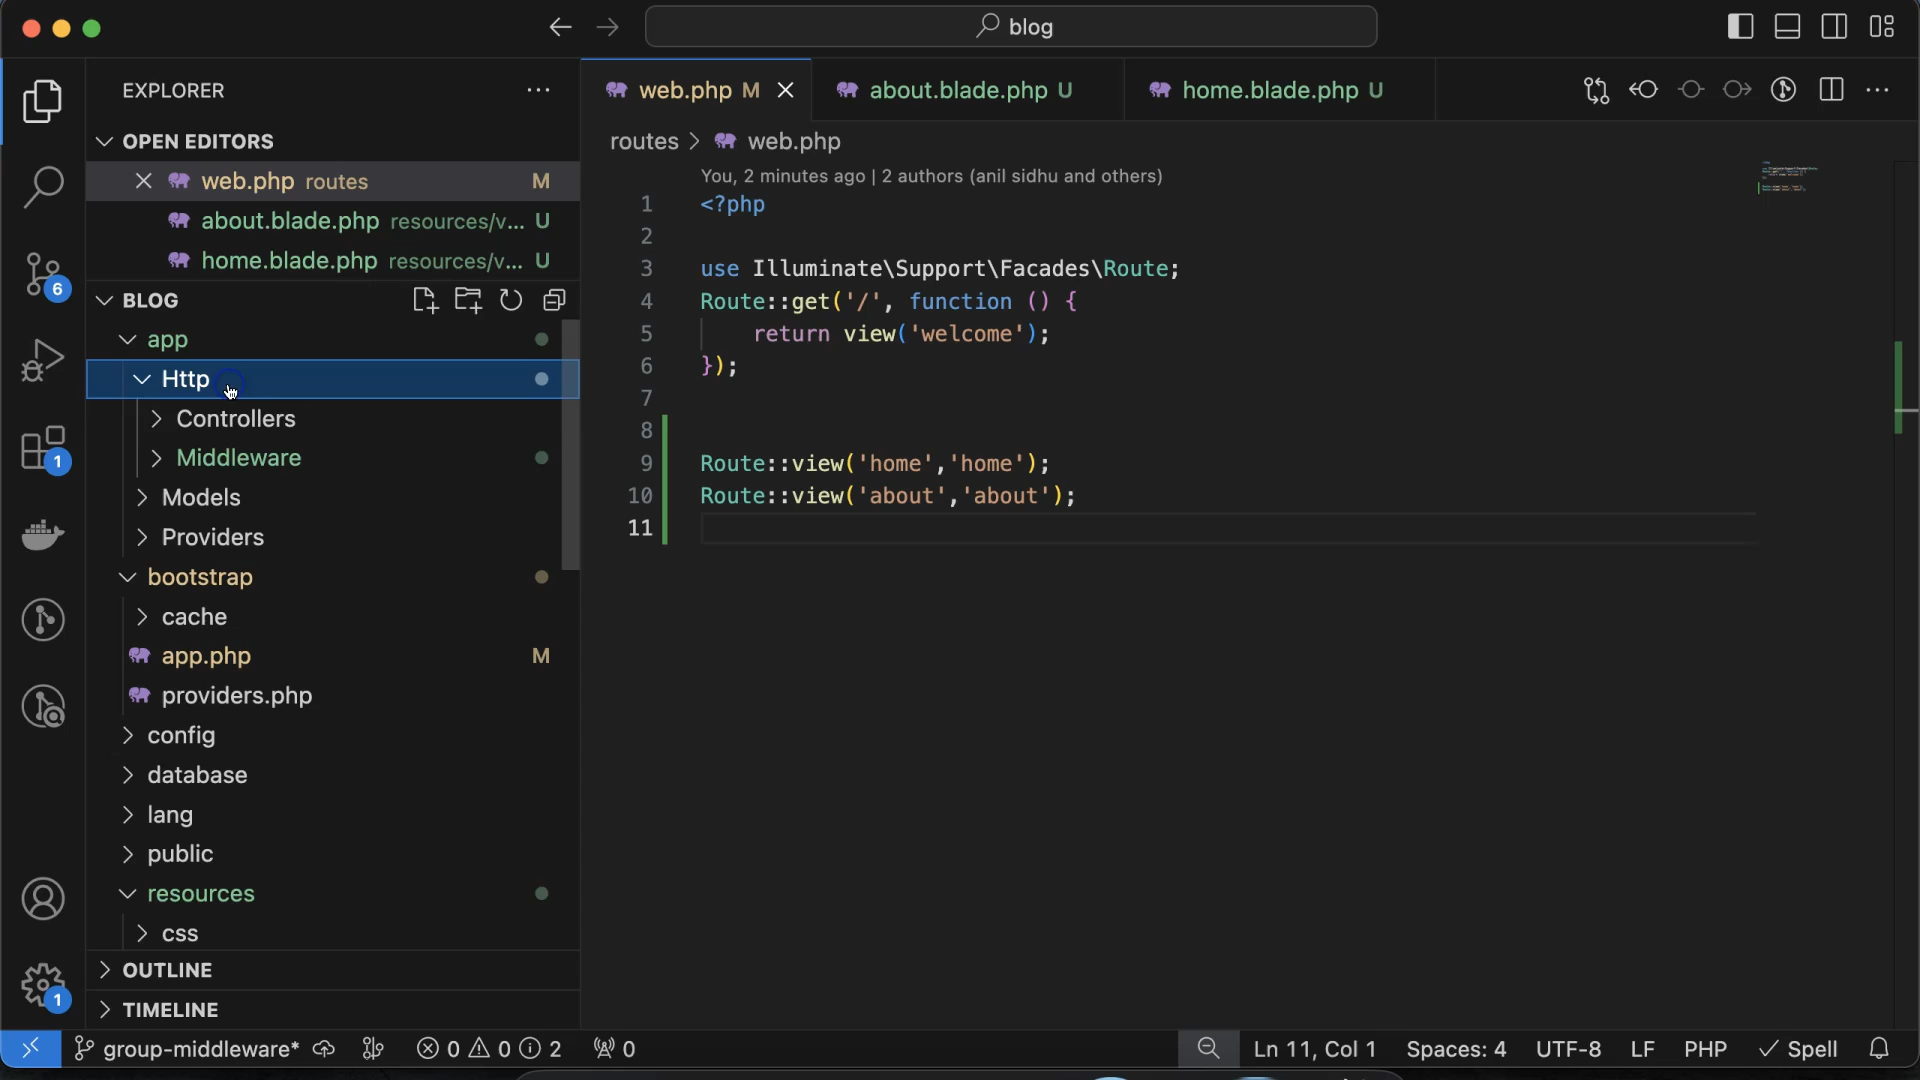 blog
EXPLORER
OPEN EDITORS
web.php routes M
about.blade.php resources/v... U
home.blade.php resources/v... U
BLOG
app
Http
Controllers
Middleware
Models
Providers
bootstrap
cache
app.php M
providers.php
config
database
lang
public
resources
css
OUTLINE
TIMELINE
6
1
1
web.php M
about.blade.php U
home.blade.php U
routes > web.php
You, 2 minutes ago | 2 authors (anil sidhu and others)
1 <?php
2
3 use Illuminate\Support\Facades\Route;
4 Route::get('/', function () {
5 return view('welcome');
6 });
7
8
9 Route::view('home','home');
10 Route::view('about','about');
11
group-middleware* 0 0 2 0 Ln 11, Col 1 Spaces: 4 UTF-8 LF PHP Spell